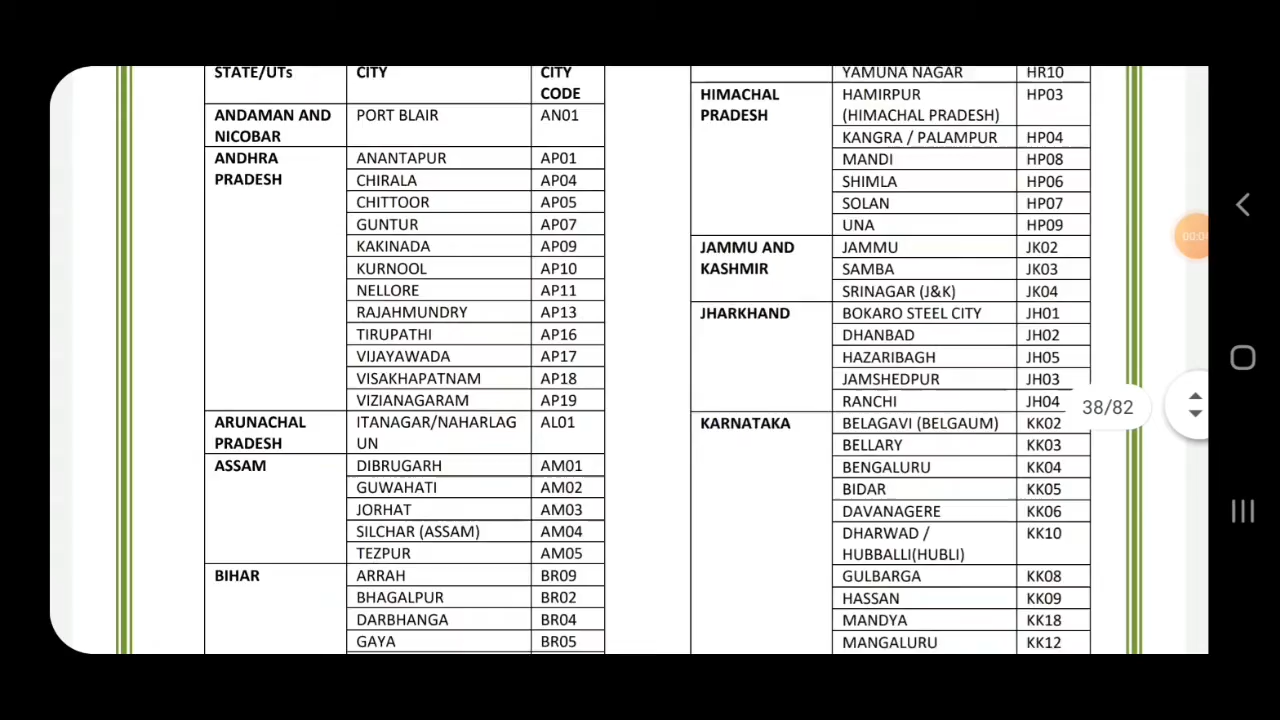 STATE/UTs CITY CITY
CODE
ANDAMAN AND PORT BLAIR AN01
NICOBAR
ANDHRA ANANTAPUR AP01
PRADESH CHIRALA AP04
CHITTOOR AP05
GUNTUR AP07
KAKINADA AP09
KURNOOL AP10
NELLORE AP11
RAJAHMUNDRY AP13
TIRUPATHI AP16
VIJAYAWADA AP17
VISAKHAPATNAM AP18
VIZIANAGARAM AP19
ARUNACHAL ITANAGAR/NAHARLAG AL01
PRADESH UN
ASSAM DIBRUGARH AM01
GUWAHATI AM02
JORHAT AM03
SILCHAR (ASSAM) AM04
TEZPUR AM05
BIHAR ARRAH BR09
BHAGALPUR BR02
DARBHANGA BR04
GAYA BR05
YAMUNA NAGAR HR10
HIMACHAL HAMIRPUR HP03
PRADESH (HIMACHAL PRADESH)
KANGRA / PALAMPUR HP04
MANDI HP08
SHIMLA HP06
SOLAN HP07
UNA HP09
JAMMU AND JAMMU JK02
KASHMIR SAMBA JK03
SRINAGAR (J&K) JK04
JHARKHAND BOKARO STEEL CITY JH01
DHANBAD JH02
HAZARIBAGH JH05
JAMSHEDPUR JH03
RANCHI JH04
KARNATAKA BELAGAVI (BELGAUM) KK02
BELLARY KK03
BENGALURU KK04
BIDAR KK05
DAVANAGERE KK06
DHARWAD / KK10
HUBBALLI(HUBLI)
GULBARGA KK08
HASSAN KK09
MANDYA KK18
MANGALURU KK12
38/82